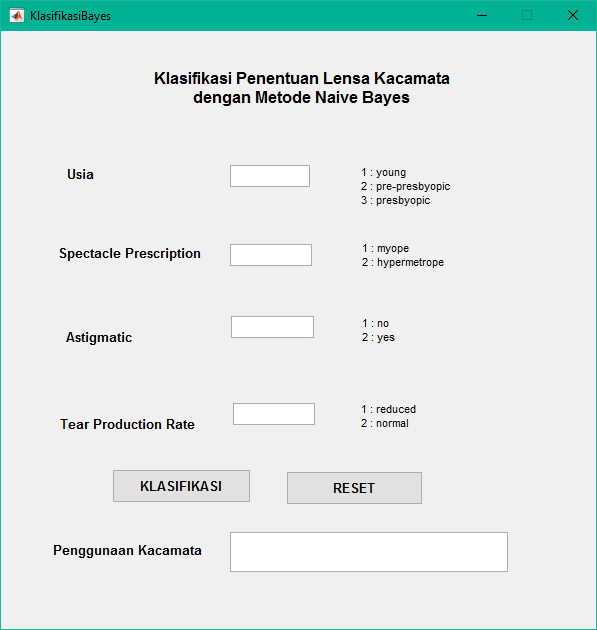 KlasifikasiBayes
Klasifikasi Penentuan Lensa Kacamata
dengan Metode Naive Bayes
Usia
1 : young
2 : pre-presbyopic
3 : presbyopic
Spectacle Prescription
1 : myope
2 : hypermetrope
Astigmatic
1 : no
2 : yes
Tear Production Rate
1 : reduced
2 : normal
KLASIFIKASI
RESET
Penggunaan Kacamata